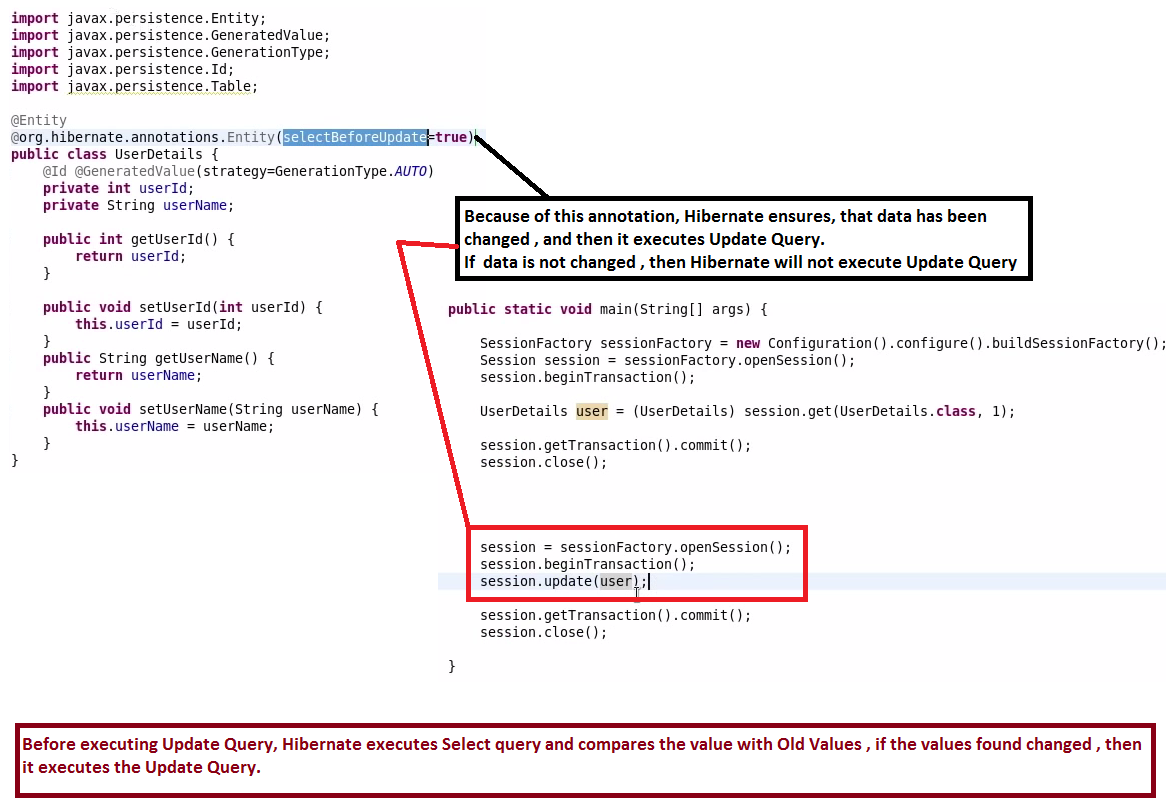 import javax.persistence.Entity;
import javax.persistence.GeneratedValue;
import javax.persistence.GenerationType;
import javax.persistence.Id;
import javax.persistence.Table;
@Entity
@org.hibernate.annotations.Entity(selectBeforeUpdate=true)
public class UserDetails {
@Id @GeneratedValue(strategy=GenerationType.AUTO)
private int userId;
private String userName;
public int getUserId() {
return userId;
}
public void setUserId(int userId) {
this.userId = userId;
}
public String getUserName() {
return userName;
}
public void setUserName(String userName) {
this.userName = userName;
}
}
Because of this annotation, Hibernate ensures, that data has been
changed , and then it executes Update Query.
If data is not changed , then Hibernate will not execute Update Query
public static void main(String[] args) {
SessionFactory sessionFactory = new Configuration().configure().buildSessionFactory();
Session session = sessionFactory.openSession();
session.beginTransaction();
UserDetails user = (UserDetails) session.get(UserDetails.class, 1);
session.getTransaction().commit();
session.close();
session = sessionFactory.openSession();
session.beginTransaction();
session.update(user);
session.getTransaction().commit();
session.close();
}
Before executing Update Query, Hibernate executes Select query and compares the value with Old Values , if the values found changed , then
it executes the Update Query.